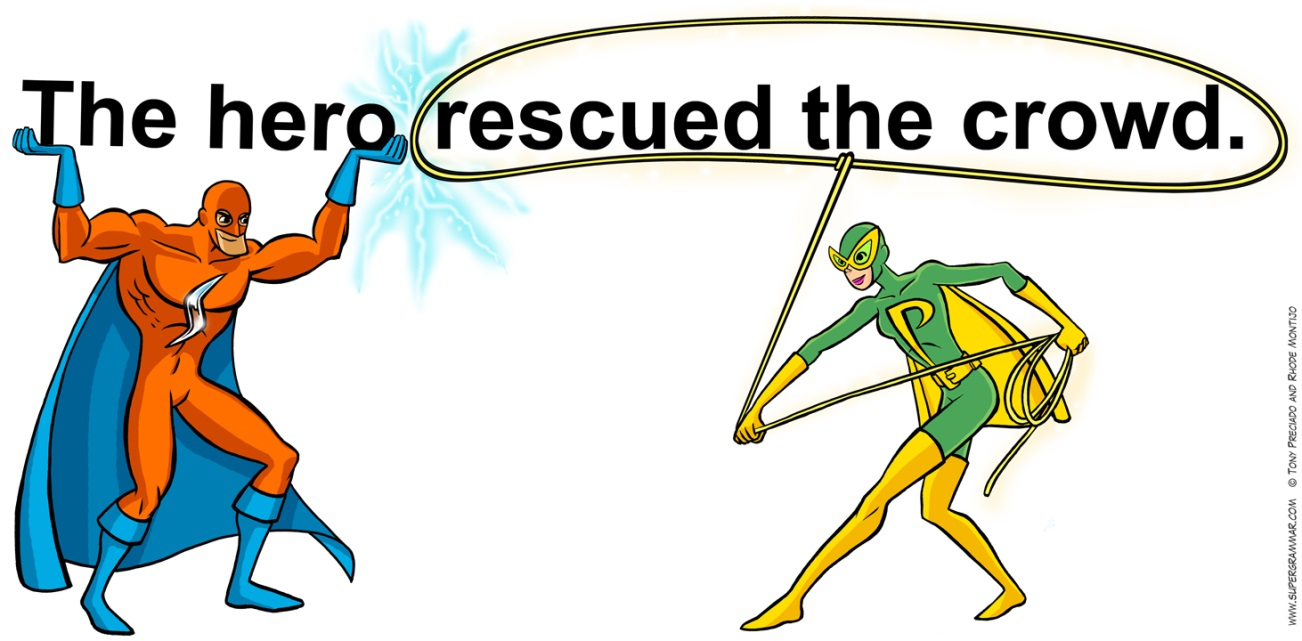 The hero rescued the crowd.
P
WWW.SUPERGRAMMAR.COM © TONY PRECIADO AND RHODE MONTIJO